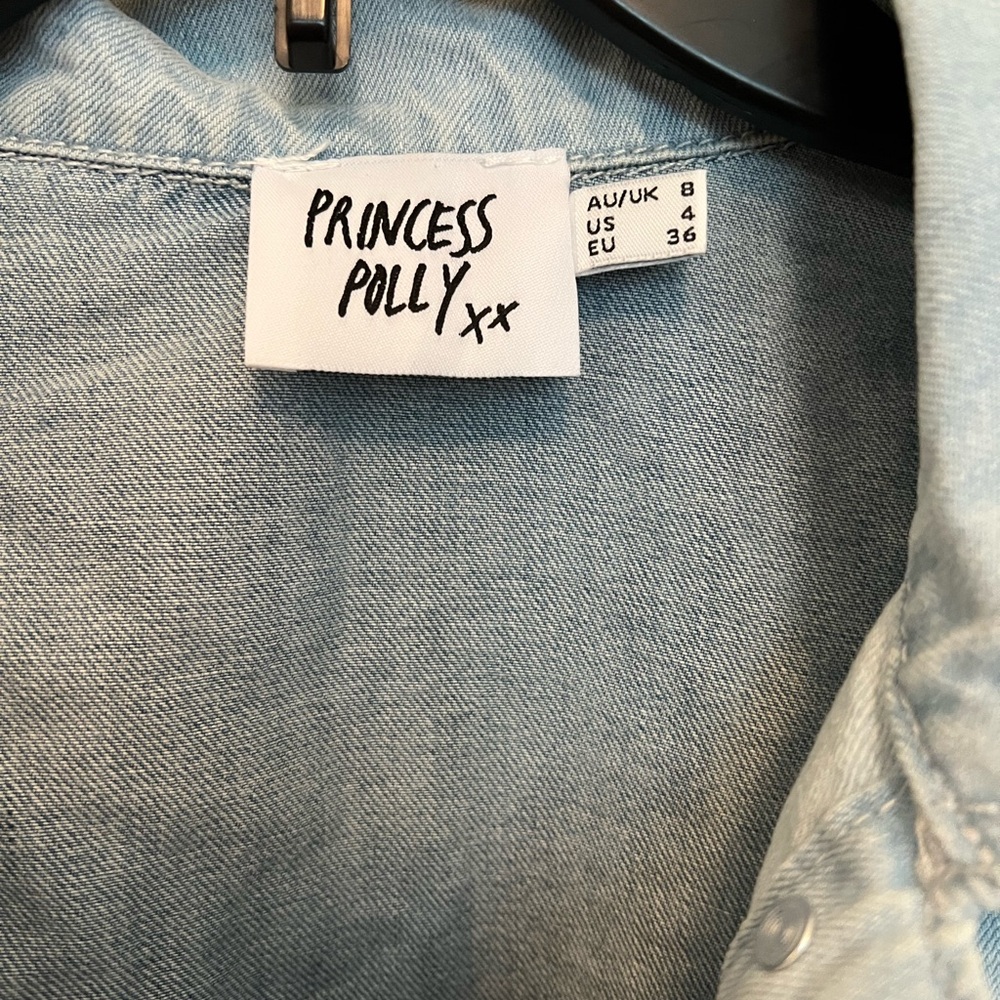 PRINCESS
POLLY xx
AU/UK 8
US 4
EU 36